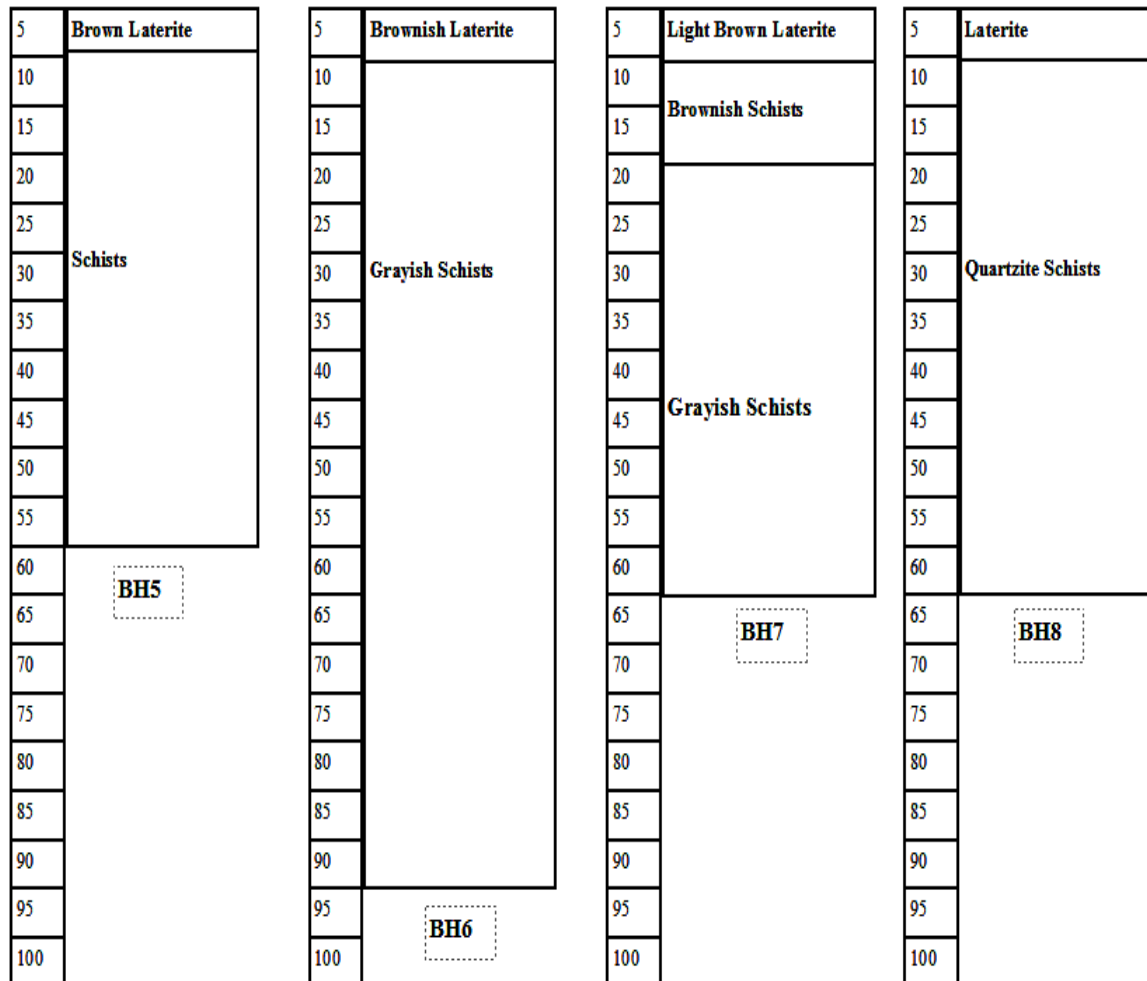 5 Brown Laterite 5 Brownish Laterite 5 Light Brown Laterite 5 Laterite
10 10 10 10
Brownish Schists
15 15 15 15
20 20 20 20
25 25 25 25
Schists
30 Grayish Schists 30 30 30 Quartzite Schists
35 35 35 35
40 40 40 40
Grayish Schists
45 45 45 45
50 50 50 50
55 55 55 55
60 60 60 60
BH5
65 65 65 65
BH7 BH8
70 70 70 70
75 75 75 75
80 80 80 80
85 85 85 85
90 90 90 90
95 95 95 95
BH6
100 100 100 100